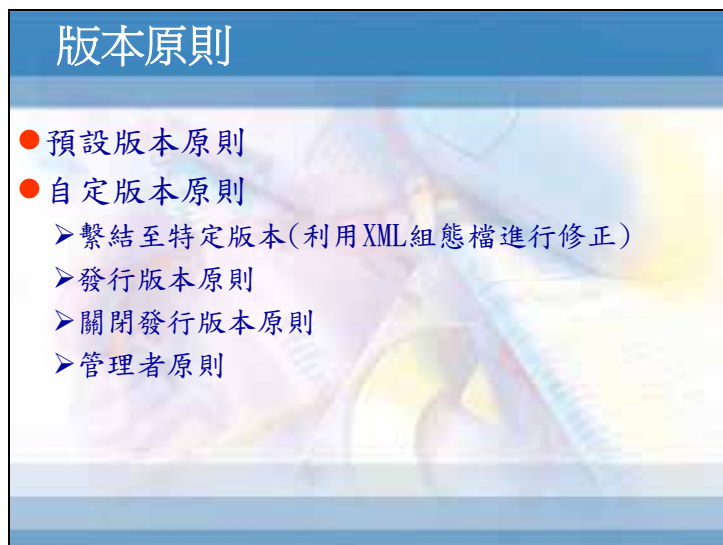 版本原則
●預設版本原則
●自定版本原則
➢繫結至特定版本(利用XML組態檔進行修正)
➢發行版本原則
➢關閉發行版本原則
➢管理者原則